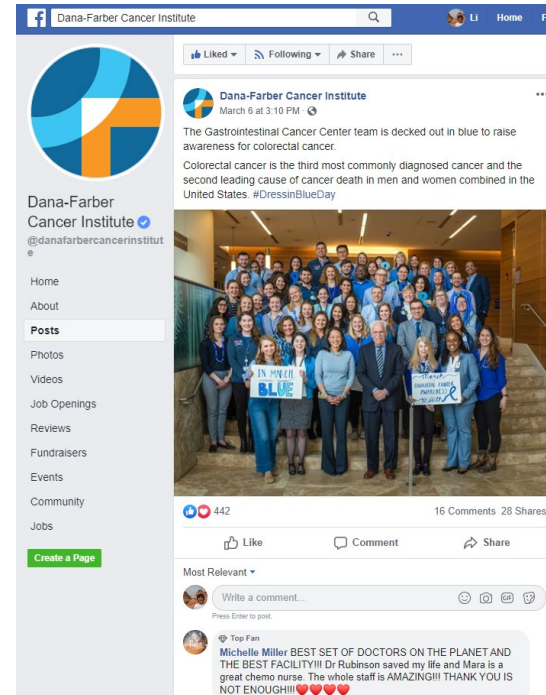 Dana-Farber Cancer Institute
Li Home
Liked Following Share ...
Dana-Farber Cancer Institute
March 6 at 3:10 PM
The Gastrointestinal Cancer Center team is decked out in blue to raise
awareness for colorectal cancer.
Colorectal cancer is the third most commonly diagnosed cancer and the
second leading cause of cancer death in men and women combined in the
United States. #DressinBlueDay
Dana-Farber
Cancer Institute
@danafarbercancerinstitut
e
Home
About
Posts
Photos
Videos
Job Openings
Reviews
Fundraisers
Events
Community
Jobs
Create a Page
IN MARCH
BLUE
COLORECTAL CANCER
AWARENESS
442
16 Comments 28 Shares
Like Comment Share
Most Relevant
Write a comment...
GIF
Press Enter to post.
Top Fan
Michelle Miller BEST SET OF DOCTORS ON THE PLANET AND
THE BEST FACILITY!!! Dr Rubinson saved my life and Mara is a
great chemo nurse. The whole staff is AMAZING!!! THANK YOU IS
NOT ENOUGH!!!